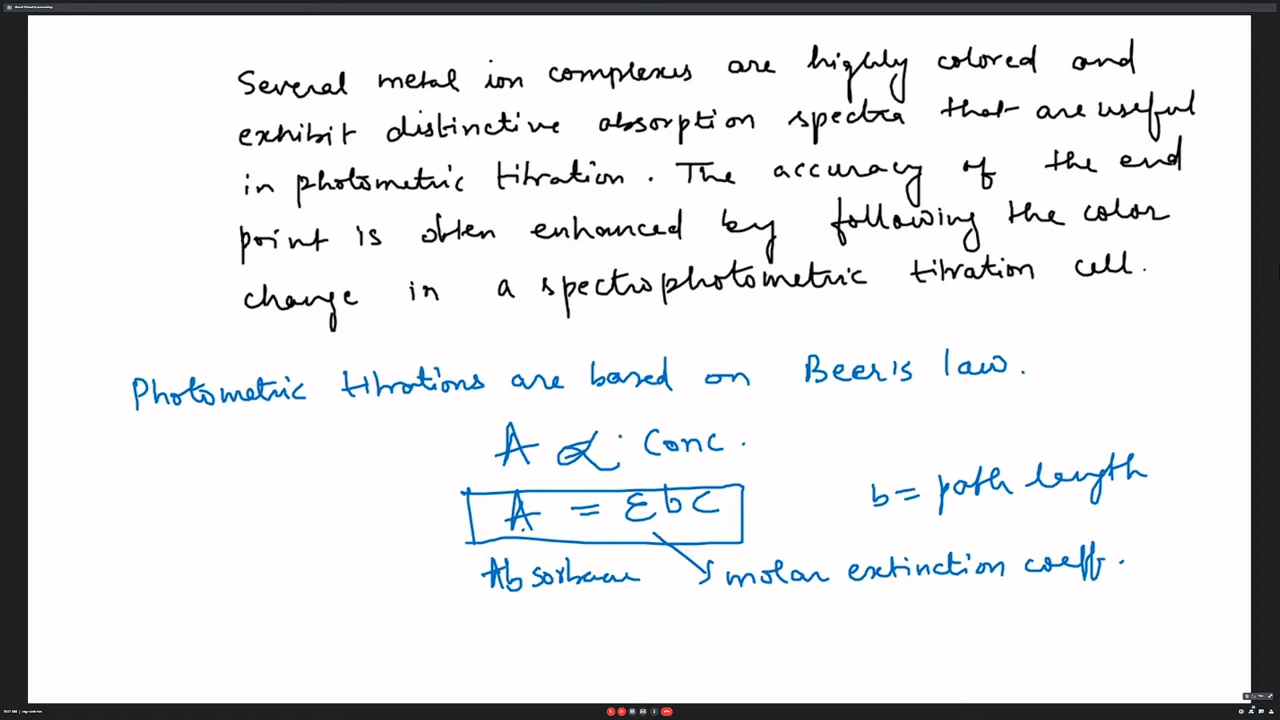 Several metal ion complexes are highly colored and
exhibit distinctive absorption spectra that are useful
in photometric titration. The accuracy of the end
point is often enhanced by following the color
change in a spectrophotometric titration cell.
Photometric titrations are based on Beer's law.
A ∝ Conc.
A = εbC
b = path length
Absorbance
molar extinction coeff.